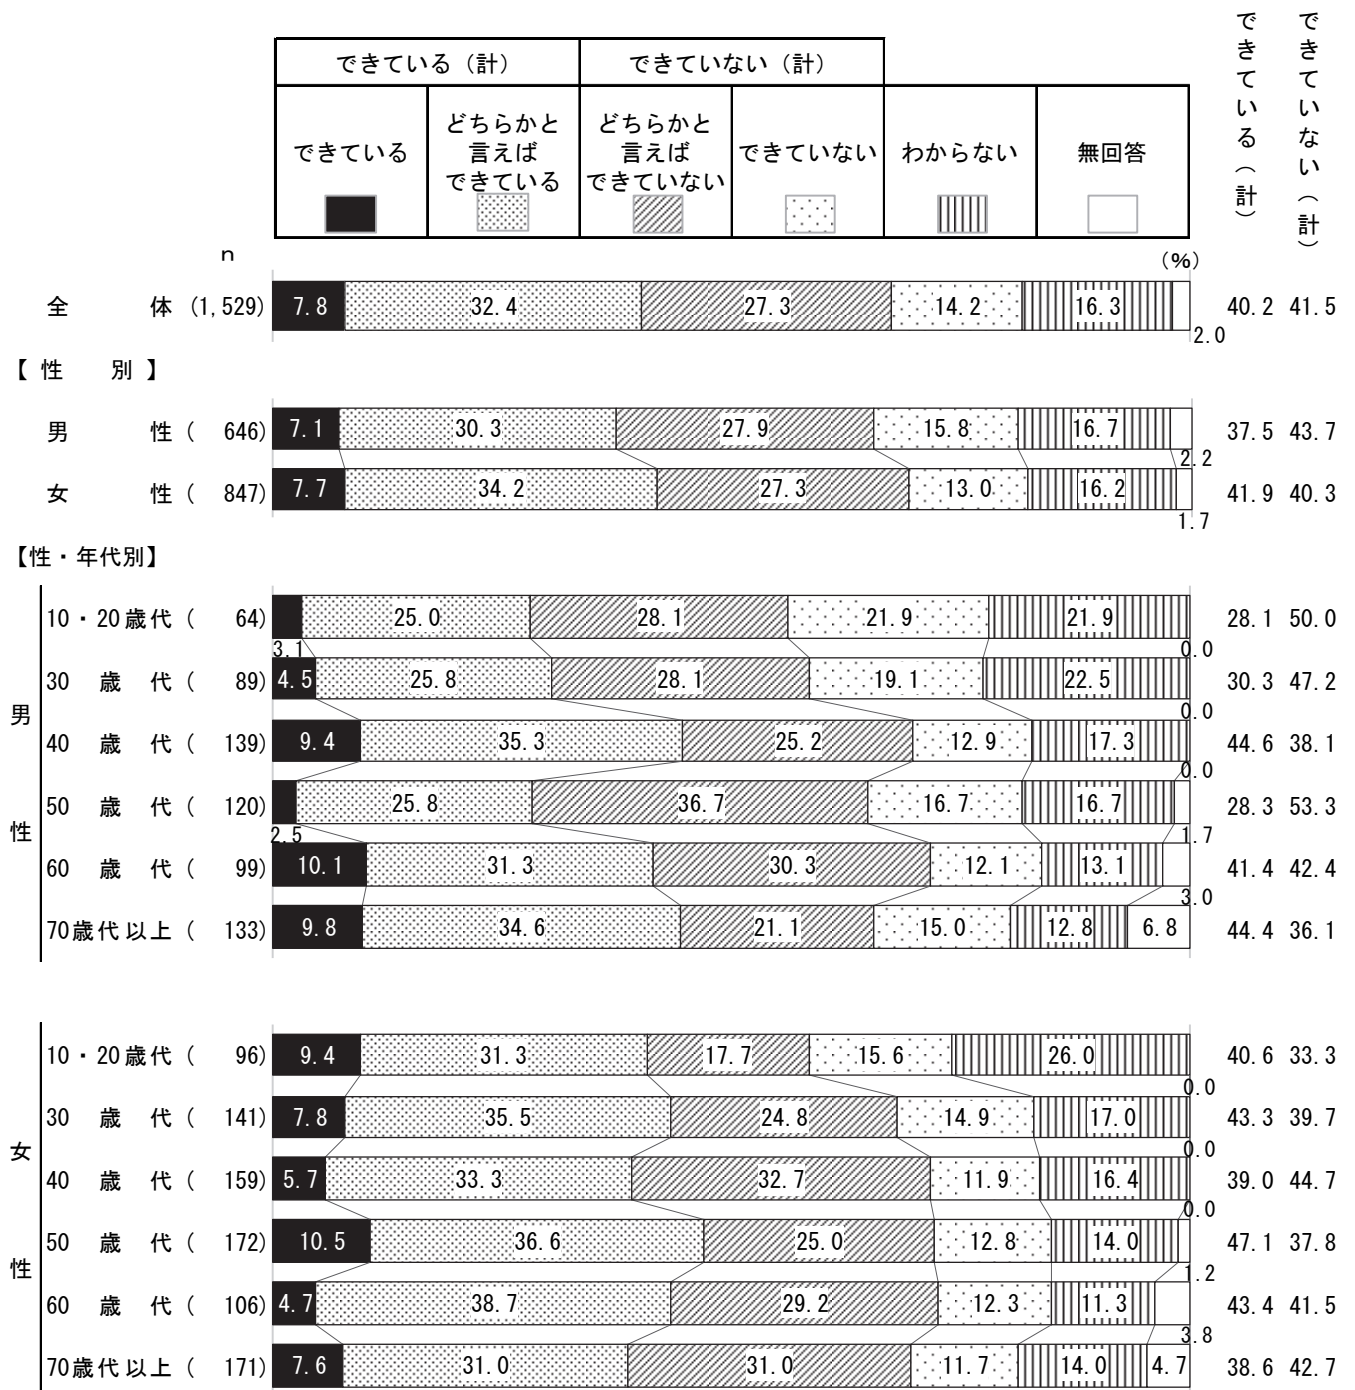 できている（計） できていない（計）
できている どちらかと言えばできている どちらかと言えばできていない できていない わからない 無回答
できている（計） できていない（計）
n (%)
全体 (1,529) 7.8 32.4 27.3 14.2 16.3 2.0 40.2 41.5
【性別】
男性 ( 646) 7.1 30.3 27.9 15.8 16.7 2.2 37.5 43.7
女性 ( 847) 7.7 34.2 27.3 13.0 16.2 1.7 41.9 40.3
【性・年代別】
男性
10・20歳代 ( 64) 3.1 25.0 28.1 21.9 21.9 0.0 28.1 50.0
30歳代 ( 89) 4.5 25.8 28.1 19.1 22.5 0.0 30.3 47.2
40歳代 ( 139) 9.4 35.3 25.2 12.9 17.3 0.0 44.6 38.1
50歳代 ( 120) 2.5 25.8 36.7 16.7 16.7 1.7 28.3 53.3
60歳代 ( 99) 10.1 31.3 30.3 12.1 13.1 3.0 41.4 42.4
70歳代以上 ( 133) 9.8 34.6 21.1 15.0 12.8 6.8 44.4 36.1
女性
10・20歳代 ( 96) 9.4 31.3 17.7 15.6 26.0 0.0 40.6 33.3
30歳代 ( 141) 7.8 35.5 24.8 14.9 17.0 0.0 43.3 39.7
40歳代 ( 159) 5.7 33.3 32.7 11.9 16.4 0.0 39.0 44.7
50歳代 ( 172) 10.5 36.6 25.0 12.8 14.0 1.2 47.1 37.8
60歳代 ( 106) 4.7 38.7 29.2 12.3 11.3 3.8 43.4 41.5
70歳代以上 ( 171) 7.6 31.0 31.0 11.7 14.0 4.7 38.6 42.7